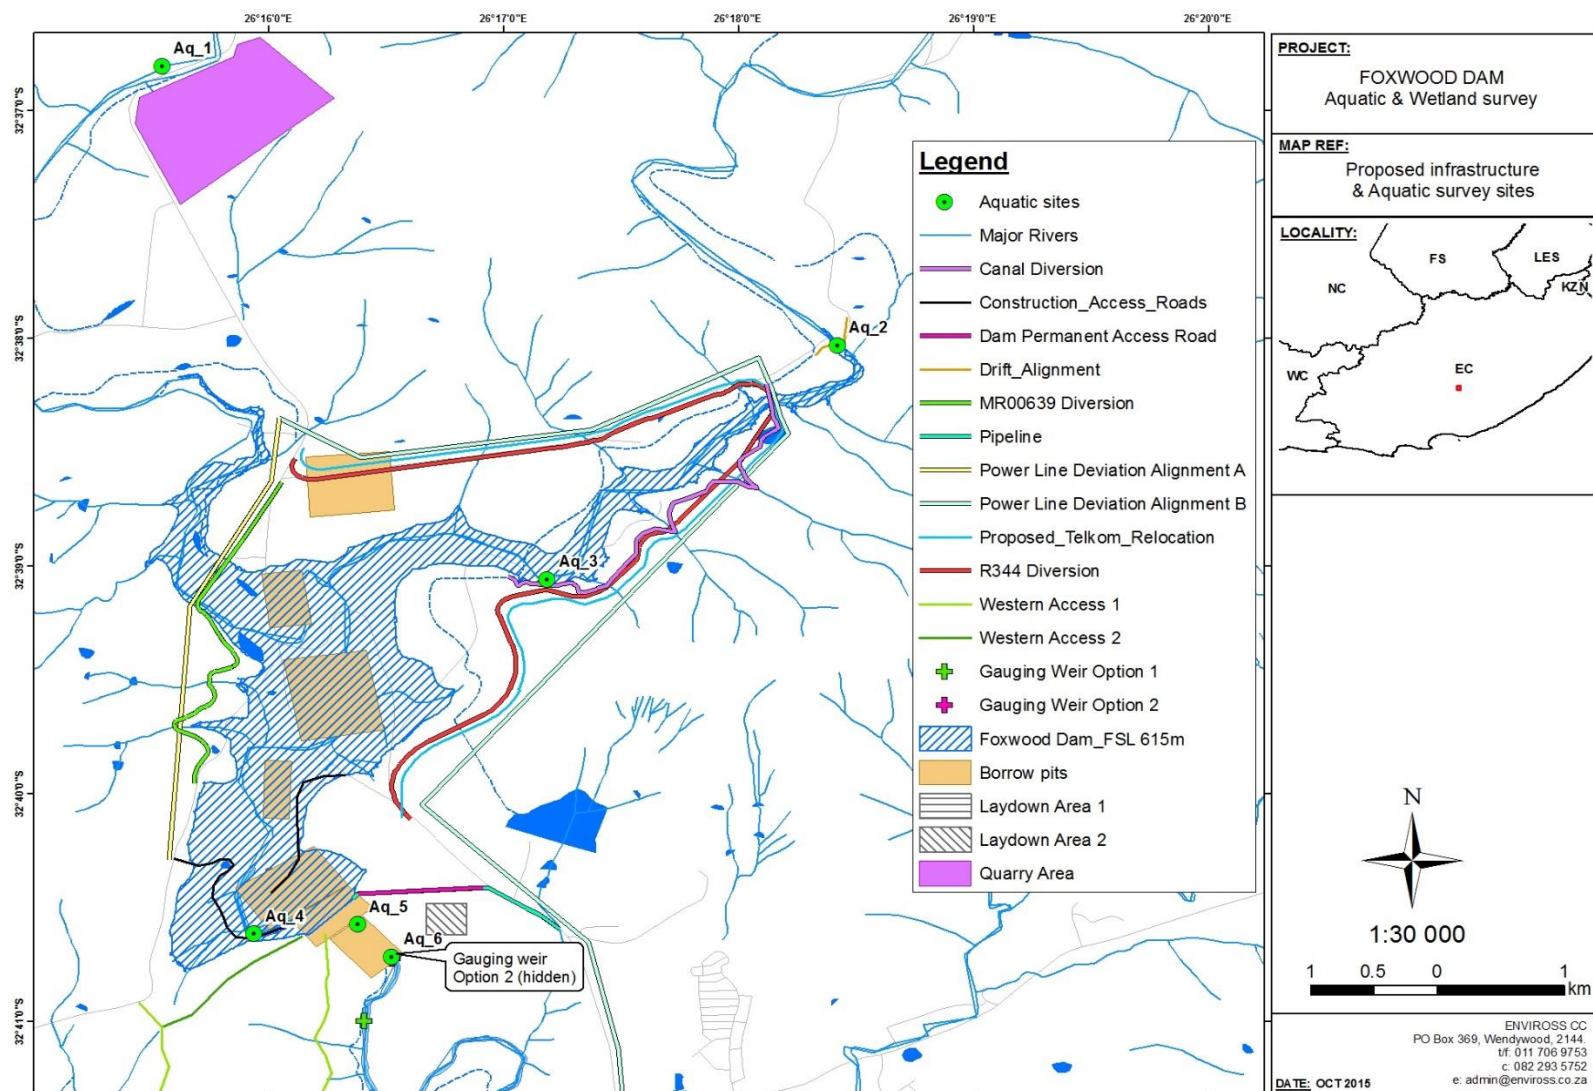 26°16'0"E
26°17'0"E
26°18'0"E
26°19'0"E
26°20'0"E
32°37'0"S
32°38'0"S
32°39'0"S
32°40'0"S
32°41'0"S
Aq_1
Aq_2
Aq_3
Aq_4
Aq_5
Aq_6
Gauging weir
Option 2 (hidden)
Legend
Aquatic sites
Major Rivers
Canal Diversion
Construction_Access_Roads
Dam Permanent Access Road
Drift_Alignment
MR00639 Diversion
Pipeline
Power Line Deviation Alignment A
Power Line Deviation Alignment B
Proposed_Telkom_Relocation
R344 Diversion
Western Access 1
Western Access 2
Gauging Weir Option 1
Gauging Weir Option 2
Foxwood Dam_FSL 615m
Borrow pits
Laydown Area 1
Laydown Area 2
Quarry Area
PROJECT:
FOXWOOD DAM
Aquatic & Wetland survey
MAP REF:
Proposed infrastructure
& Aquatic survey sites
LOCALITY:
FS
LES
NC
KZN
WC
EC
N
1:30 000
1 0.5 0 1
km
ENVIROSS CC
PO Box 369, Wendywood, 2144.
t/f: 011 706 9753
c: 082 293 5752
e: admin@enviross.co.za
DATE: OCT 2015